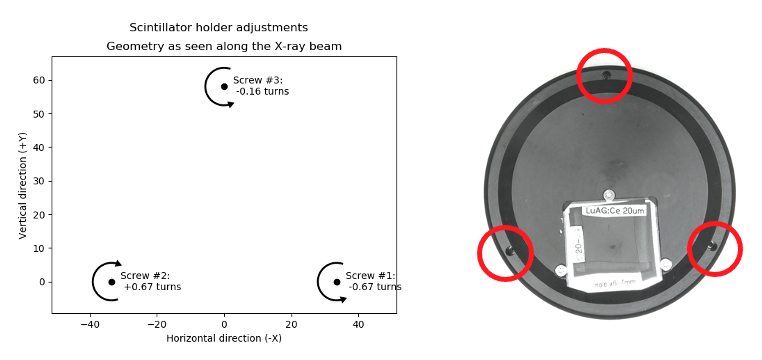 Scintillator holder adjustments
Geometry as seen along the X-ray beam
Vertical direction (+Y)
60
50
40
30
20
10
0
Screw #3:
-0.16 turns
Screw #2:
+0.67 turns
Screw #1:
-0.67 turns
−40
−20
0
20
40
Horizontal direction (-X)
LuAG:Ce 20um